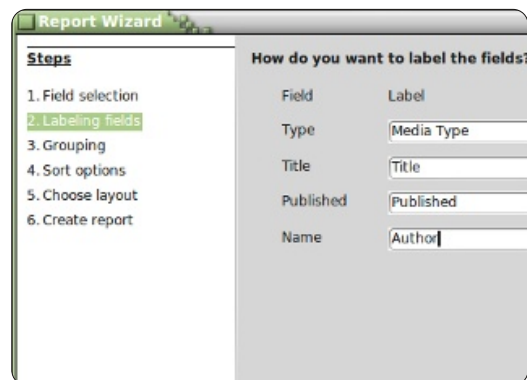 Report Wizard
Steps
1. Field selection
2. Labeling fields
3. Grouping
4. Sort options
5. Choose layout
6. Create report
How do you want to label the fields?
Field Label
Type Media Type
Title Title
Published Published
Name Author